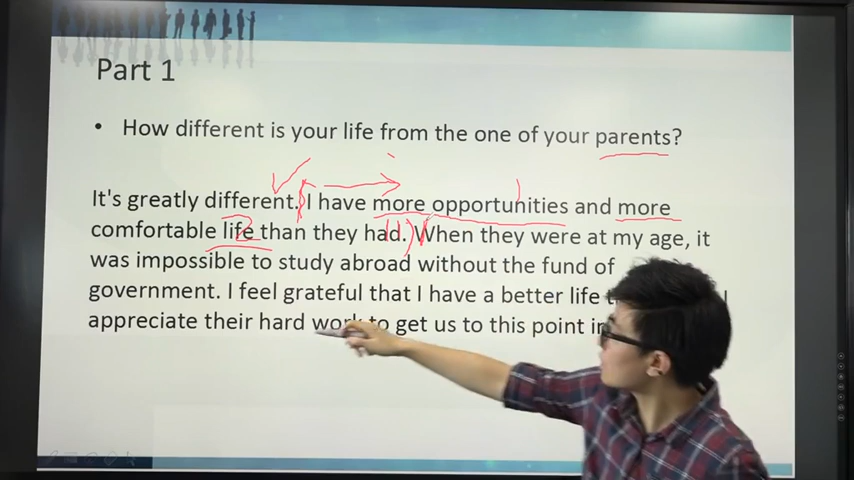 Part 1
• How different is your life from the one of your parents?
It's greatly different. I have more opportunities and more
comfortable life than they had. When they were at my age, it
was impossible to study abroad without the fund of
government. I feel grateful that I have a better life
appreciate their hard work to get us to this point in